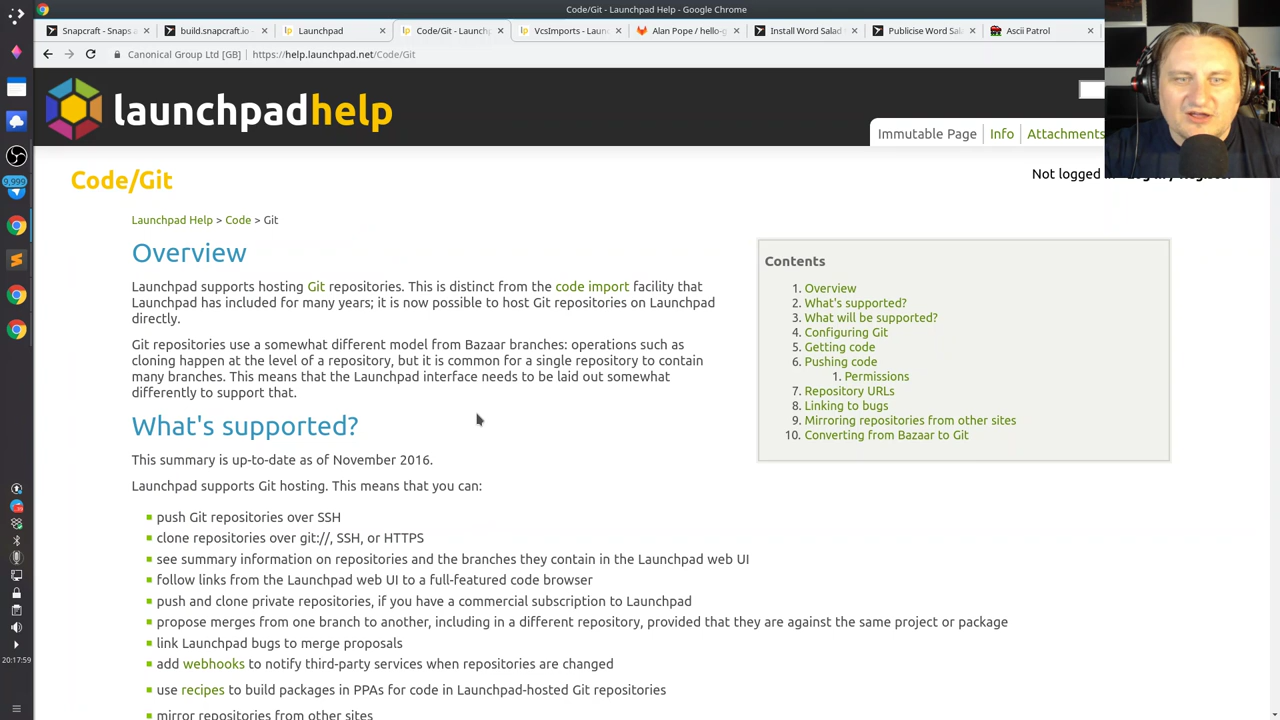 Code/Git - Launchpad Help - Google Chrome
Snapcraft - Snaps a
build.snapcraft.io -
Launchpad
Code/Git - Launch
VcsImports - Laun
Alan Pope / hello-g
Install Word Salad
Publicise Word Sal
Ascii Patrol
Canonical Group Ltd [GB] https://help.launchpad.net/Code/Git
launchpadhelp
Immutable Page Info Attachments
Code/Git
Not logged
Launchpad Help > Code > Git
Overview
Launchpad supports hosting Git repositories. This is distinct from the code import facility that
Launchpad has included for many years; it is now possible to host Git repositories on Launchpad
directly.
Git repositories use a somewhat different model from Bazaar branches: operations such as
cloning happen at the level of a repository, but it is common for a single repository to contain
many branches. This means that the Launchpad interface needs to be laid out somewhat
differently to support that.
Contents
1. Overview
2. What's supported?
3. What will be supported?
4. Configuring Git
5. Getting code
6. Pushing code
1. Permissions
7. Repository URLs
8. Linking to bugs
9. Mirroring repositories from other sites
10. Converting from Bazaar to Git
What's supported?
This summary is up-to-date as of November 2016.
Launchpad supports Git hosting. This means that you can:
push Git repositories over SSH
clone repositories over git://, SSH, or HTTPS
see summary information on repositories and the branches they contain in the Launchpad web UI
follow links from the Launchpad web UI to a full-featured code browser
push and clone private repositories, if you have a commercial subscription to Launchpad
propose merges from one branch to another, including in a different repository, provided that they are against the same project or package
link Launchpad bugs to merge proposals
add webhooks to notify third-party services when repositories are changed
use recipes to build packages in PPAs for code in Launchpad-hosted Git repositories
mirror repositories from other sites
9,999
20:17:59